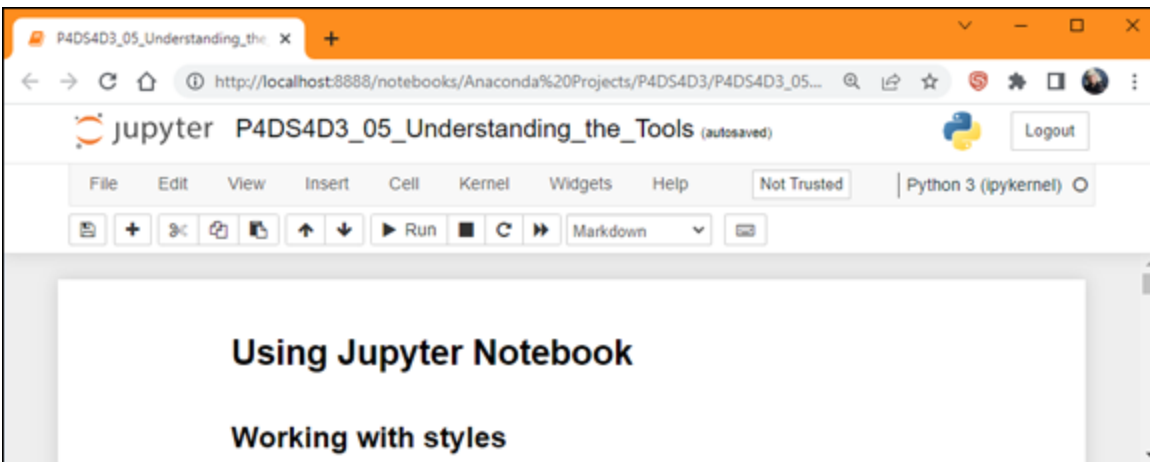 P4DS4D3_05_Understanding_the
http://localhost:8888/notebooks/Anaconda%20Projects/P4DS4D3/P4DS4D3_05...
jupyter P4DS4D3_05_Understanding_the_Tools (autosaved) Logout
File Edit View Insert Cell Kernel Widgets Help Not Trusted Python 3 (ipykernel)
Run Markdown
Using Jupyter Notebook
Working with styles